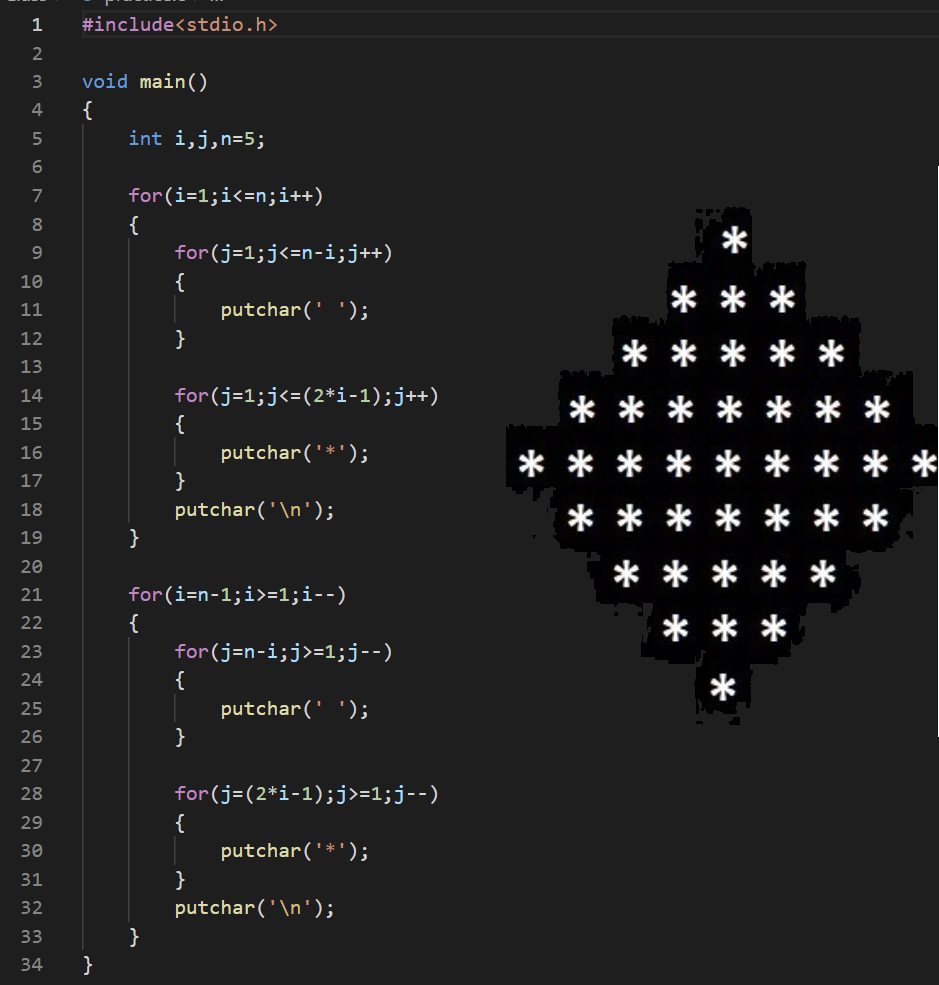 1 #include<stdio.h>
2
3 void main()
4 {
5     int i,j,n=5;
6
7     for(i=1;i<=n;i++)
8     {
9         for(j=1;j<=n-i;j++)
10         {
11             putchar(' ');
12         }
13
14         for(j=1;j<=(2*i-1);j++)
15         {
16             putchar('*');
17         }
18         putchar('\n');
19     }
20
21     for(i=n-1;i>=1;i--)
22     {
23         for(j=n-i;j>=1;j--)
24         {
25             putchar(' ');
26         }
27
28         for(j=(2*i-1);j>=1;j--)
29         {
30             putchar('*');
31         }
32         putchar('\n');
33     }
34 }
        *
      * * *
    * * * * *
  * * * * * * *
* * * * * * * * *
  * * * * * * *
    * * * * *
      * * *
        *